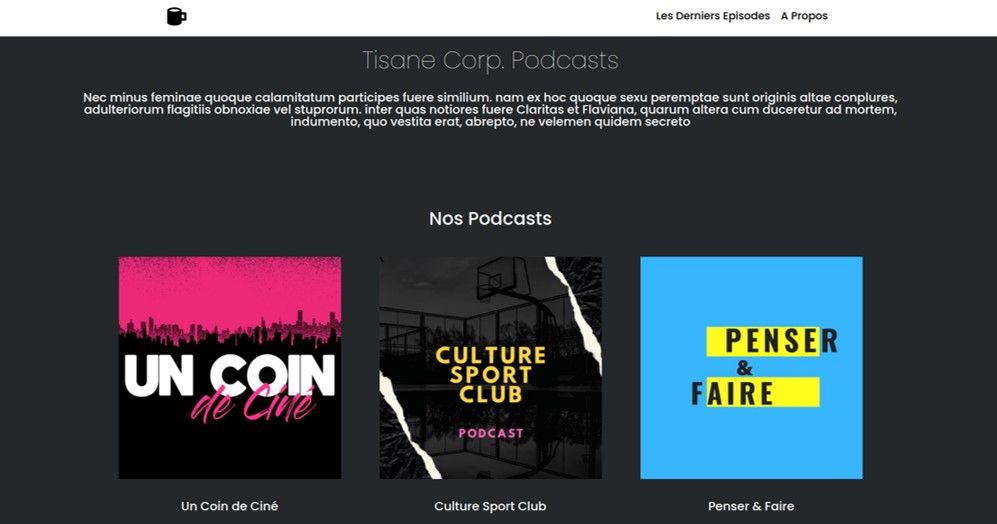 Les Derniers Episodes A Propos
Tisane Corp. Podcasts
Nec minus feminae quoque calamitatum participes fuere similium. nam ex hoc quoque sexu peremptae sunt originis altae conplures,
adulteriorum flagitiis obnoxiae vel stuprorum. inter quas notiores fuere Claritas et Flaviana, quarum altera cum duceretur ad mortem,
indumento, quo vestita erat, abrepto, ne velemen quidem secreto
Nos Podcasts
UN COIN
de Ciné
CULTURE
SPORT
CLUB
PODCAST
PENSER
&
FAIRE
Un Coin de Ciné
Culture Sport Club
Penser & Faire